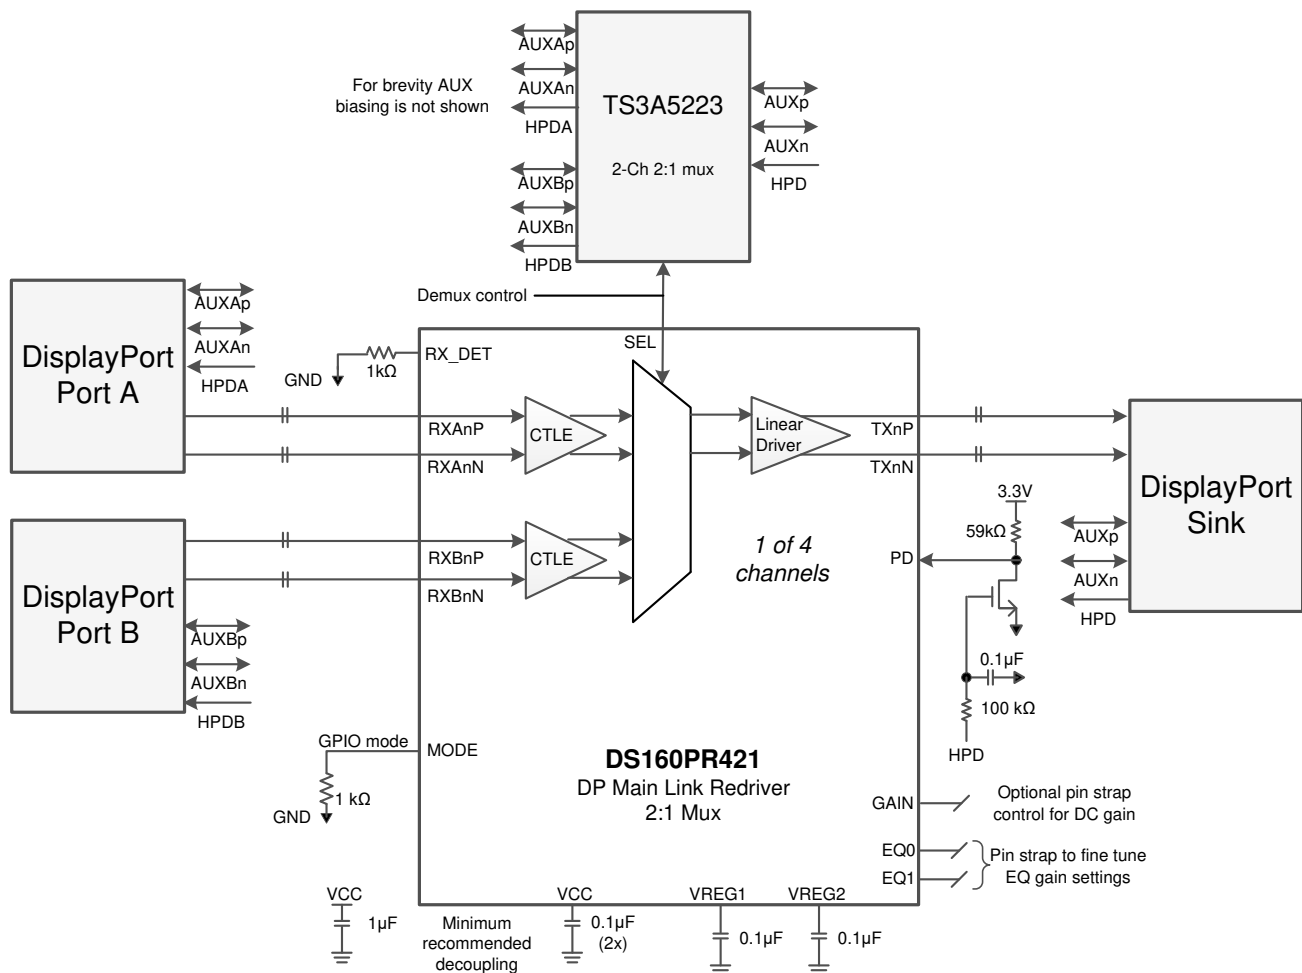 AUXAp
AUXAn
HPDA
AUXBp
AUXBn
HPDB
For brevity AUX
biasing is not shown
TS3A5223
2-Ch 2:1 mux
AUXp
AUXn
HPD
Demux control
DisplayPort
Port A
AUXAp
AUXAn
HPDA
GND
1kΩ
RX_DET
SEL
RXAnP
RXAnN
CTLE
Linear
Driver
TXnP
TXnN
DisplayPort
Port B
AUXBp
AUXBn
HPDB
RXBnP
RXBnN
CTLE
1 of 4
channels
3.3V
59kΩ
PD
0.1µF
100 kΩ
HPD
DisplayPort
Sink
AUXp
AUXn
HPD
GPIO mode
MODE
1 kΩ
GND
DS160PR421
DP Main Link Redriver
2:1 Mux
GAIN
Optional pin strap
control for DC gain
EQ0
EQ1
Pin strap to fine tune
EQ gain settings
VCC
1µF
Minimum
recommended
decoupling
VCC
0.1µF
(2x)
VREG1
0.1µF
VREG2
0.1µF